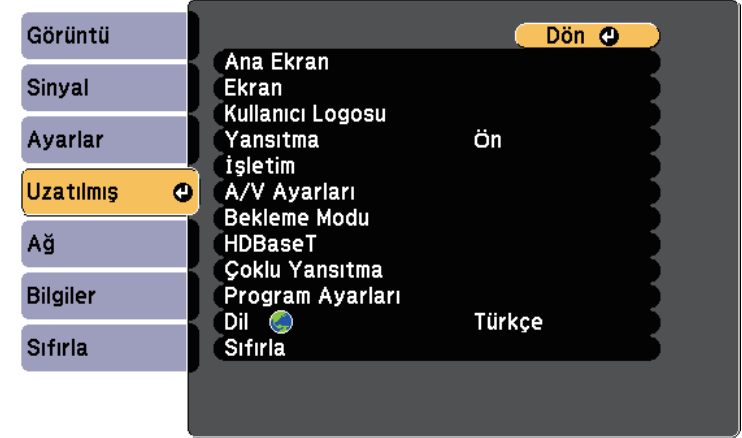 Görüntü
Sinyal
Ayarlar
Uzatılmış
Ağ
Bilgiler
Sıfırla
Dön
Ana Ekran
Ekran
Kullanıcı Logosu
Yansıtma Ön
İşletim
A/V Ayarları
Bekleme Modu
HDBaseT
Çoklu Yansıtma
Program Ayarları
Dil Türkçe
Sıfırla